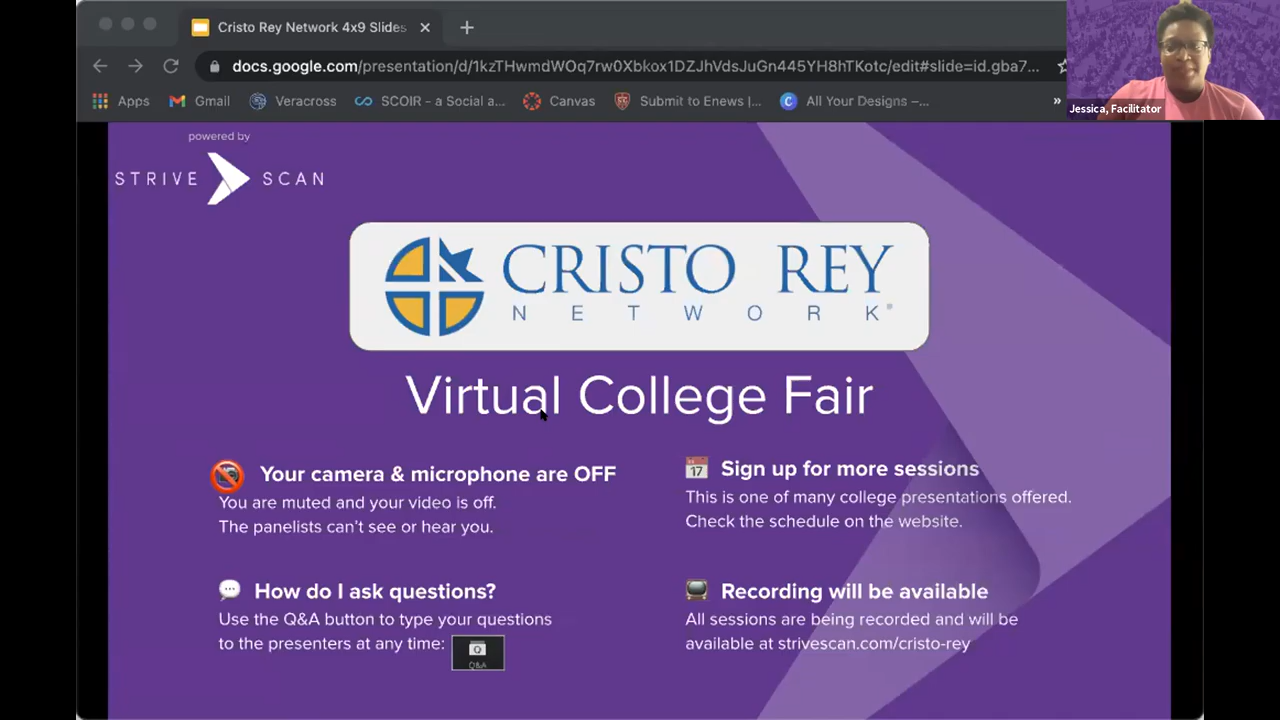 Cristo Rey Network 4x9 Slides
docs.google.com/presentation/d/1kzTHwmdWOq7rw0Xbkox1DZJhVdsJuGn445YH8hTKotc/edit#slide=id.gba7...
Apps Gmail Veracross SCOIR - a Social a... Canvas Submit to Enews |... All Your Designs –... »
Jessica, Facilitator
powered by
STRIVE SCAN
CRISTO REY
NETWORK®
Virtual College Fair
Your camera & microphone are OFF
You are muted and your video is off.
The panelists can't see or hear you.
17 Sign up for more sessions
This is one of many college presentations offered.
Check the schedule on the website.
How do I ask questions?
Use the Q&A button to type your questions
to the presenters at any time:
Q&A
Recording will be available
All sessions are being recorded and will be
available at strivescan.com/cristo-rey